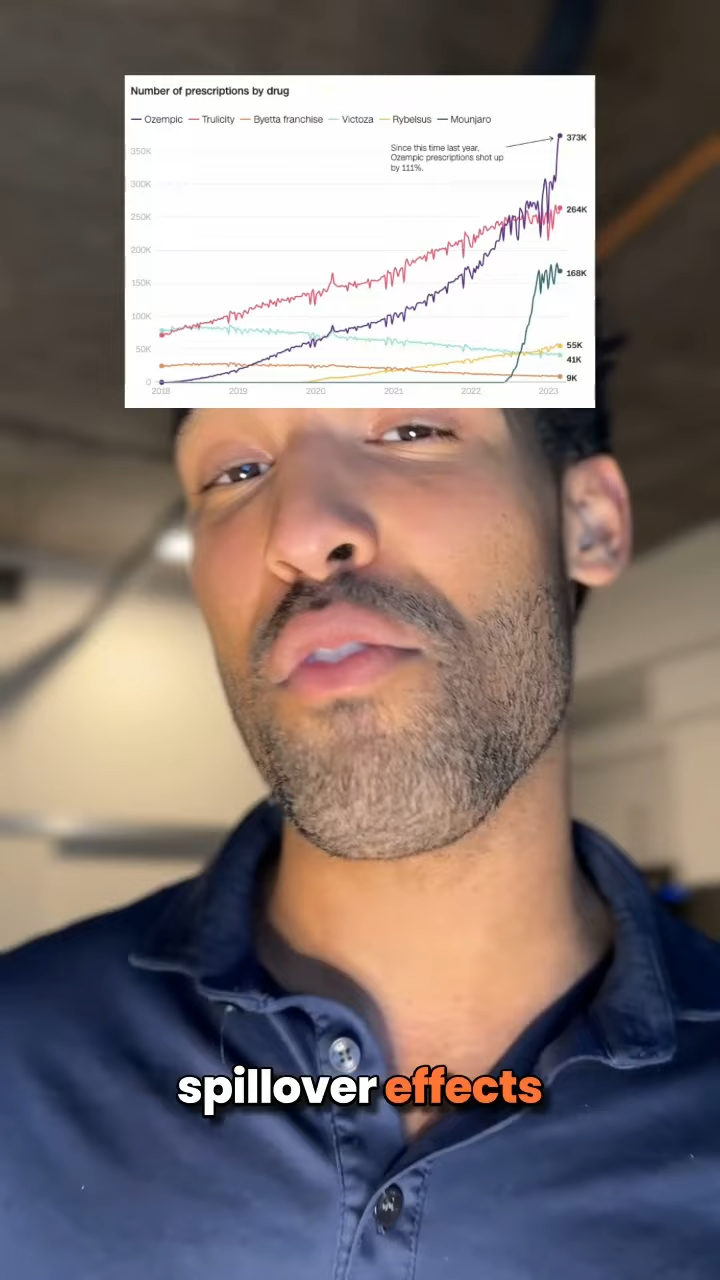 Number of prescriptions by drug
Ozempic Trulicity Byetta franchise Victoza Rybelsus Mounjaro
373K
Since this time last year,
Ozempic prescriptions shot up
by 111%.
350K
300K
250K
264K
200K
150K
168K
100K
50K
55K
41K
0
9K
2018 2019 2020 2021 2022 2023
spillover effects